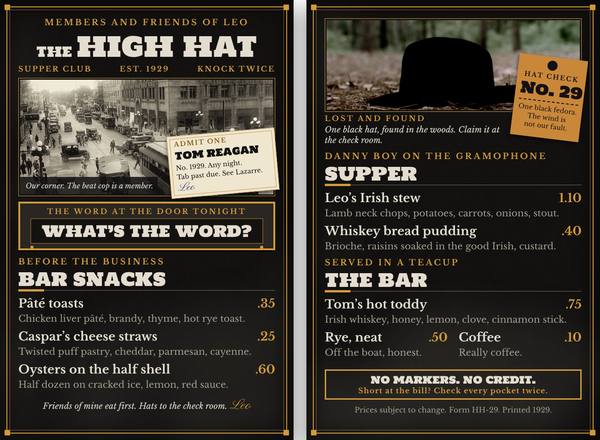 MEMBERS AND FRIENDS OF LEO
THE HIGH HAT
SUPPER CLUB EST. 1929 KNOCK TWICE
ADMIT ONE
TOM REAGAN
No. 1929. Any night.
Tab past due. See Lazarre.
Leo
Our corner. The beat cop is a member.
THE WORD AT THE DOOR TONIGHT
WHAT'S THE WORD?
BEFORE THE BUSINESS
BAR SNACKS
Pâté toasts .35
Chicken liver pâté, brandy, thyme, hot rye toast.
Caspar's cheese straws .25
Twisted puff pastry, cheddar, parmesan, cayenne.
Oysters on the half shell .60
Half dozen on cracked ice, lemon, red sauce.
Friends of mine eat first. Hats to the check room. Leo
HAT CHECK
NO. 29
One black fedora.
The wind is
not our fault.
LOST AND FOUND
One black hat, found in the woods. Claim it at
the check room.
DANNY BOY ON THE GRAMOPHONE
SUPPER
Leo's Irish stew 1.10
Lamb neck chops, potatoes, carrots, onions, stout.
Whiskey bread pudding .40
Brioche, raisins soaked in the good Irish, custard.
SERVED IN A TEACUP
THE BAR
Tom's hot toddy .75
Irish whiskey, honey, lemon, clove, cinnamon stick.
Rye, neat .50 Coffee .10
Off the boat, honest. Really coffee.
NO MARKERS. NO CREDIT.
Short at the bill? Check every pocket twice.
Prices subject to change. Form HH-29. Printed 1929.